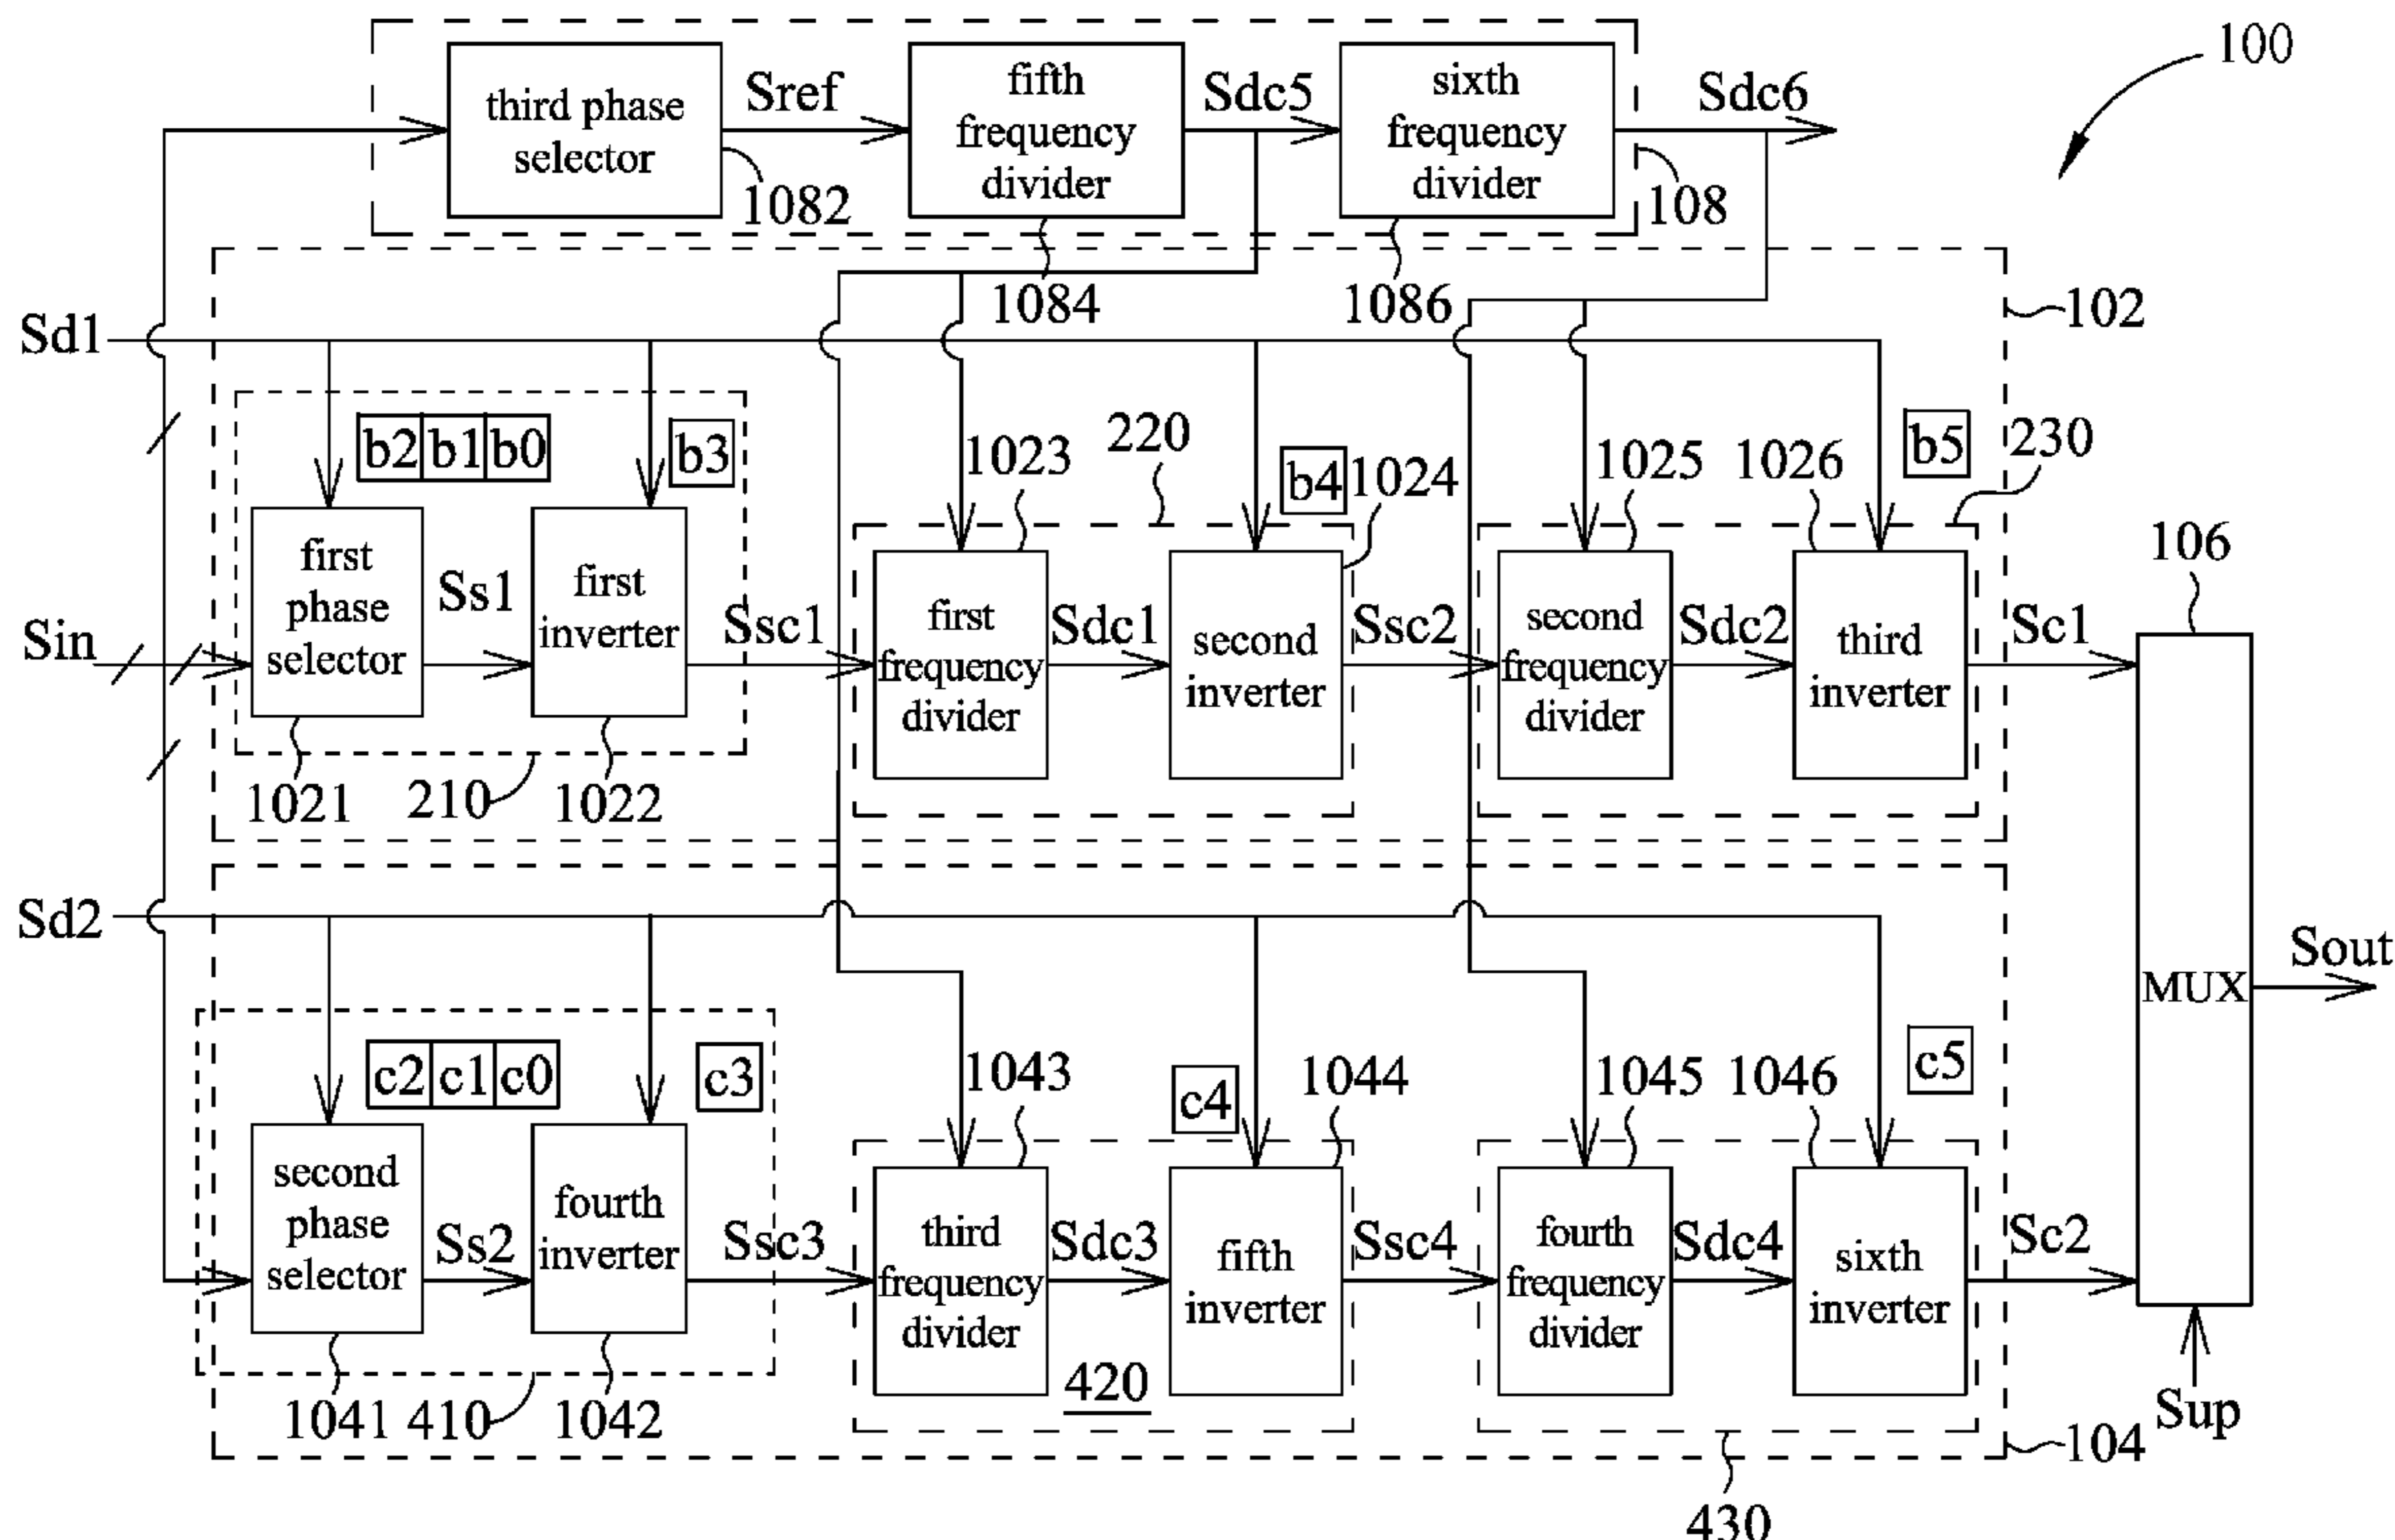 100
third phase
selector
Sref
fifth
frequency
divider
Sdc5
sixth
frequency
divider
Sdc6
1082
108
1084
1086
102
Sd1
b2 b1 b0
b3
1023
220
b4
1024
1025
1026
b5
230
106
Sin
first
phase
selector
Ss1
first
inverter
Ssc1
first
frequency
divider
Sdc1
second
inverter
Ssc2
second
frequency
divider
Sdc2
third
inverter
Sc1
1021
210
1022
Sd2
MUX
Sout
c2 c1 c0
c3
1043
c4
1044
1045
1046
c5
second
phase
selector
Ss2
fourth
inverter
Ssc3
third
frequency
divider
Sdc3
fifth
inverter
Ssc4
fourth
frequency
divider
Sdc4
sixth
inverter
Sc2
1041
410
1042
420
Sup
104
430